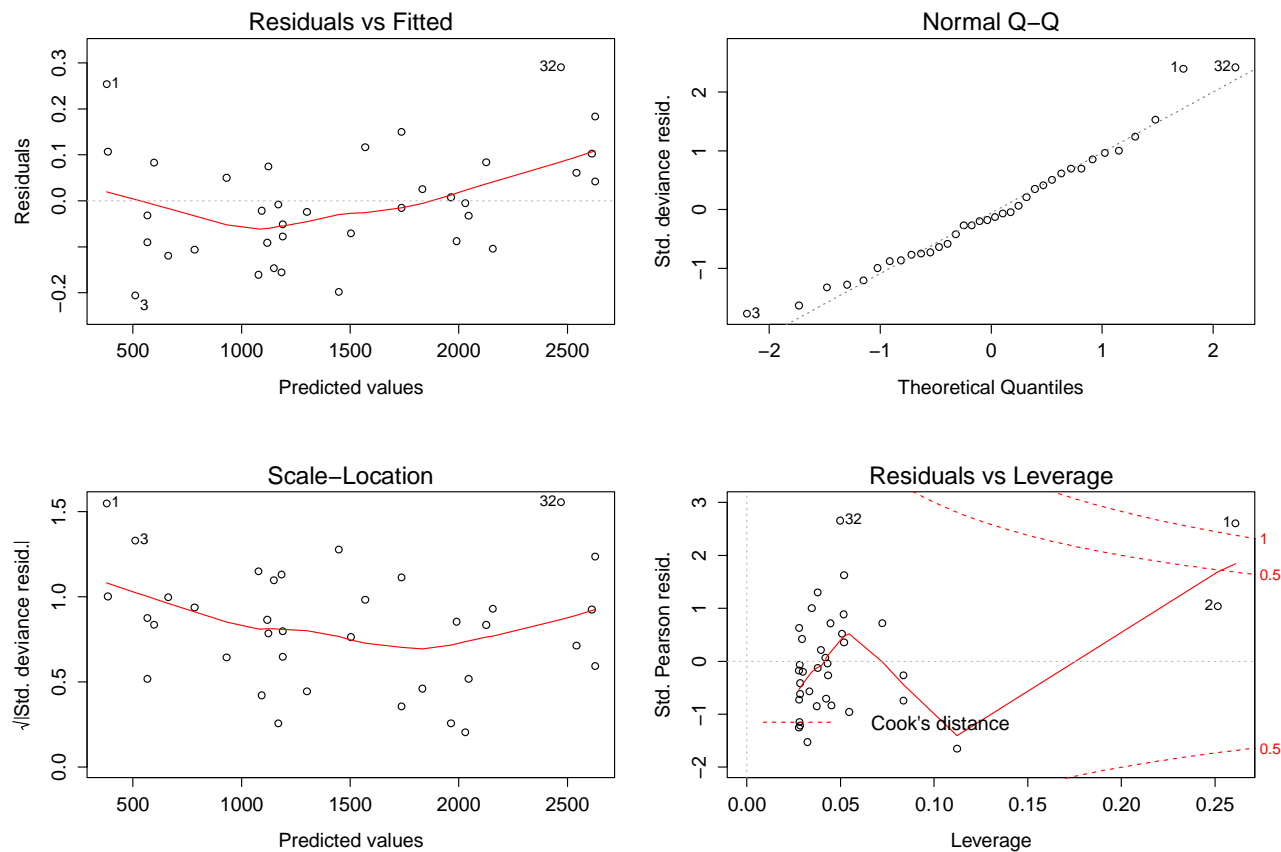 Residuals vs Fitted
Residuals
0.3
0.2
0.1
0.0
−0.2
1
32
3
500 1000 1500 2000 2500
Predicted values
Normal Q−Q
Std. deviance resid.
2
1
0
−1
1
32
3
−2 −1 0 1 2
Theoretical Quantiles
Scale−Location
√|Std. deviance resid.|
1.5
1.0
0.5
0.0
1
32
3
500 1000 1500 2000 2500
Predicted values
Residuals vs Leverage
Std. Pearson resid.
3
2
1
0
−1
−2
32
1
2
1
0.5
0.5
Cook's distance
0.00 0.05 0.10 0.15 0.20 0.25
Leverage